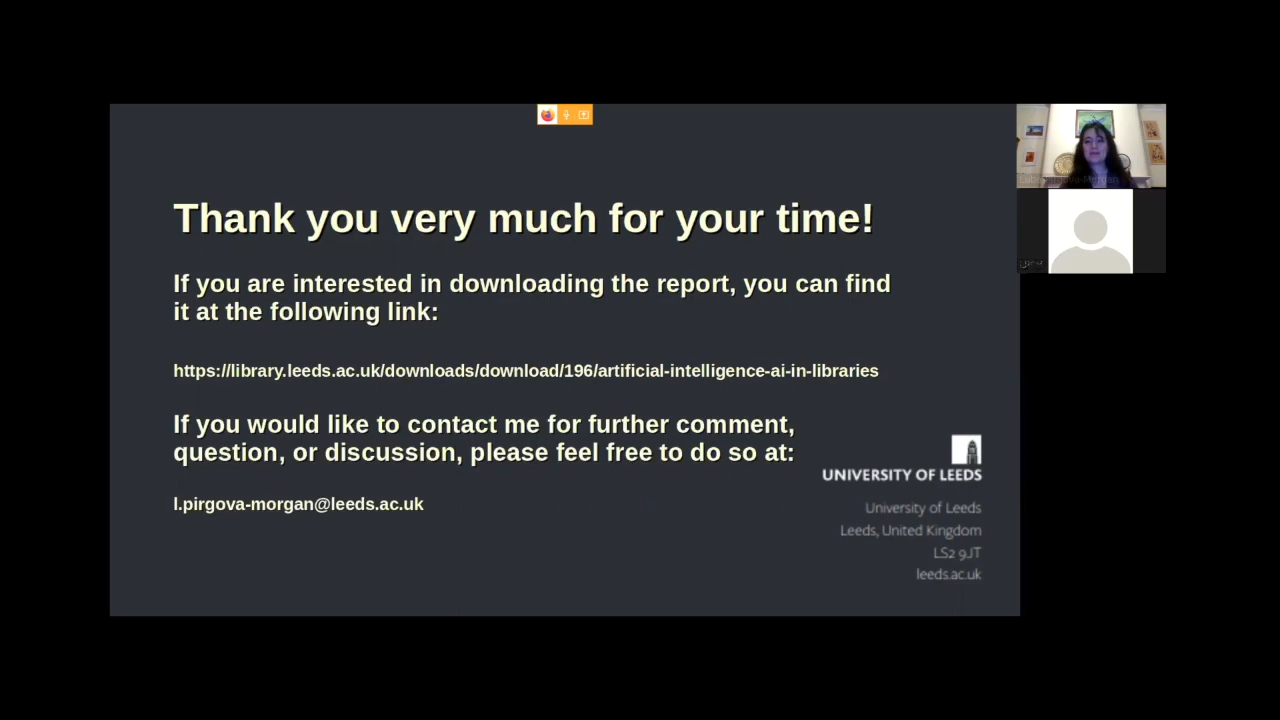 Thank you very much for your time!
If you are interested in downloading the report, you can find
it at the following link:
https://library.leeds.ac.uk/downloads/download/196/artificial-intelligence-ai-in-libraries
If you would like to contact me for further comment,
question, or discussion, please feel free to do so at:
l.pirgova-morgan@leeds.ac.uk
UNIVERSITY OF LEEDS
University of Leeds
Leeds, United Kingdom
LS2 9JT
leeds.ac.uk